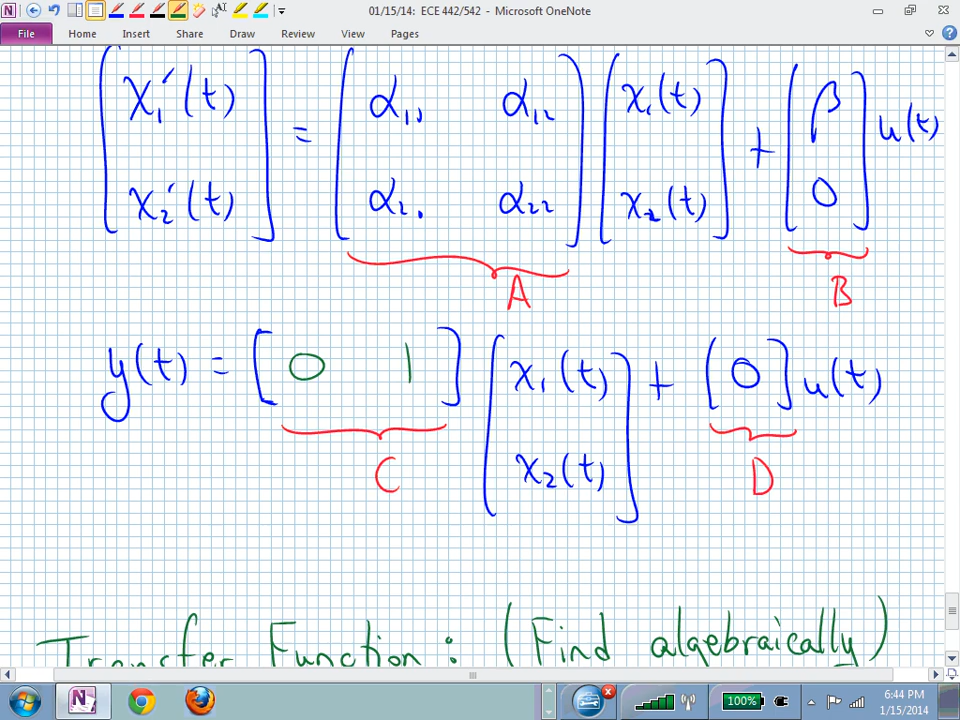 01/15/14: ECE 442/542 - Microsoft OneNote
File Home Insert Share Draw Review View Pages
[x₁′(t) x₂′(t)] = [α₁₁ α₁₂ α₂₁ α₂₂] [x₁(t) x₂(t)] + [β 0] u(t)
A B
y(t) = [0 1] [x₁(t) x₂(t)] + [0] u(t)
C D
Transfer Function: (Find algebraically)
100% 6:44 PM
1/15/2014